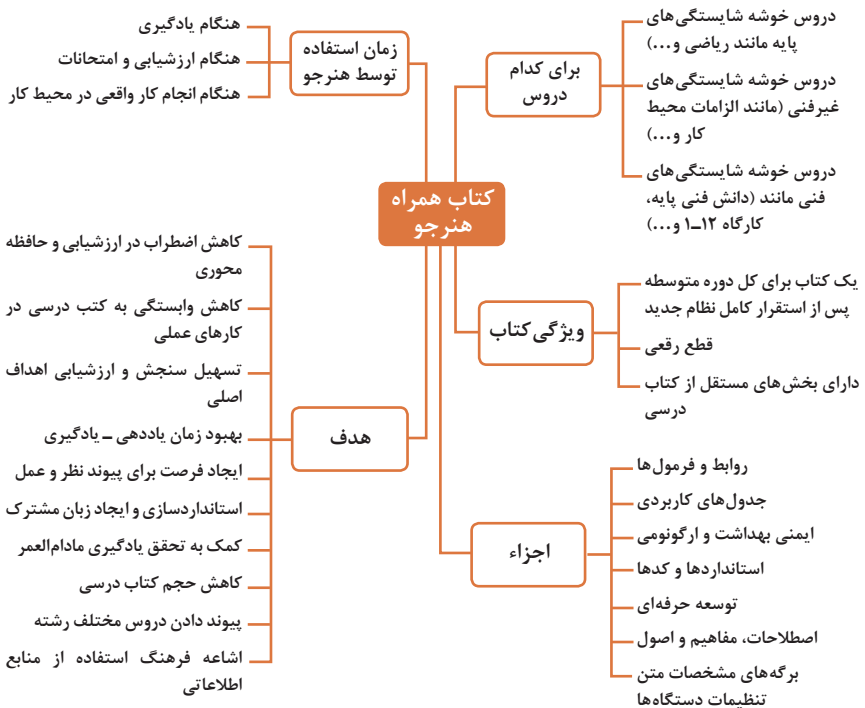 کتاب همراه
هنرجو
برای کدام
دروس
دروس خوشه شایستگی‌های
پایه مانند ریاضی و...)
دروس خوشه شایستگی‌های
غیرفنی (مانند الزامات محیط
کار و...)
دروس خوشه شایستگی‌های
فنی مانند (دانش فنی پایه،
کارگاه ۱۲ـ۱ و...)
ویژگی کتاب
یک کتاب برای کل دوره متوسطه
پس از استقرار کامل نظام جدید
قطع رقعی
دارای بخش‌های مستقل از کتاب
درسی
اجزاء
روابط و فرمول‌ها
جدول‌های کاربردی
ایمنی بهداشت و ارگونومی
استانداردها و کدها
توسعه حرفه‌ای
اصطلاحات، مفاهیم و اصول
برگه‌های مشخصات متن
تنظیمات دستگاه‌ها
زمان استفاده
توسط هنرجو
هنگام یادگیری
هنگام ارزشیابی و امتحانات
هنگام انجام کار واقعی در محیط کار
هدف
کاهش اضطراب در ارزشیابی و حافظه
محوری
کاهش وابستگی به کتب درسی در
کارهای عملی
تسهیل سنجش و ارزشیابی اهداف
اصلی
بهبود زمان یاددهی ـ یادگیری
ایجاد فرصت برای پیوند نظر و عمل
استانداردسازی و ایجاد زبان مشترک
کمک به تحقق یادگیری مادام‌العمر
کاهش حجم کتاب درسی
پیوند دادن دروس مختلف رشته
اشاعه فرهنگ استفاده از منابع
اطلاعاتی